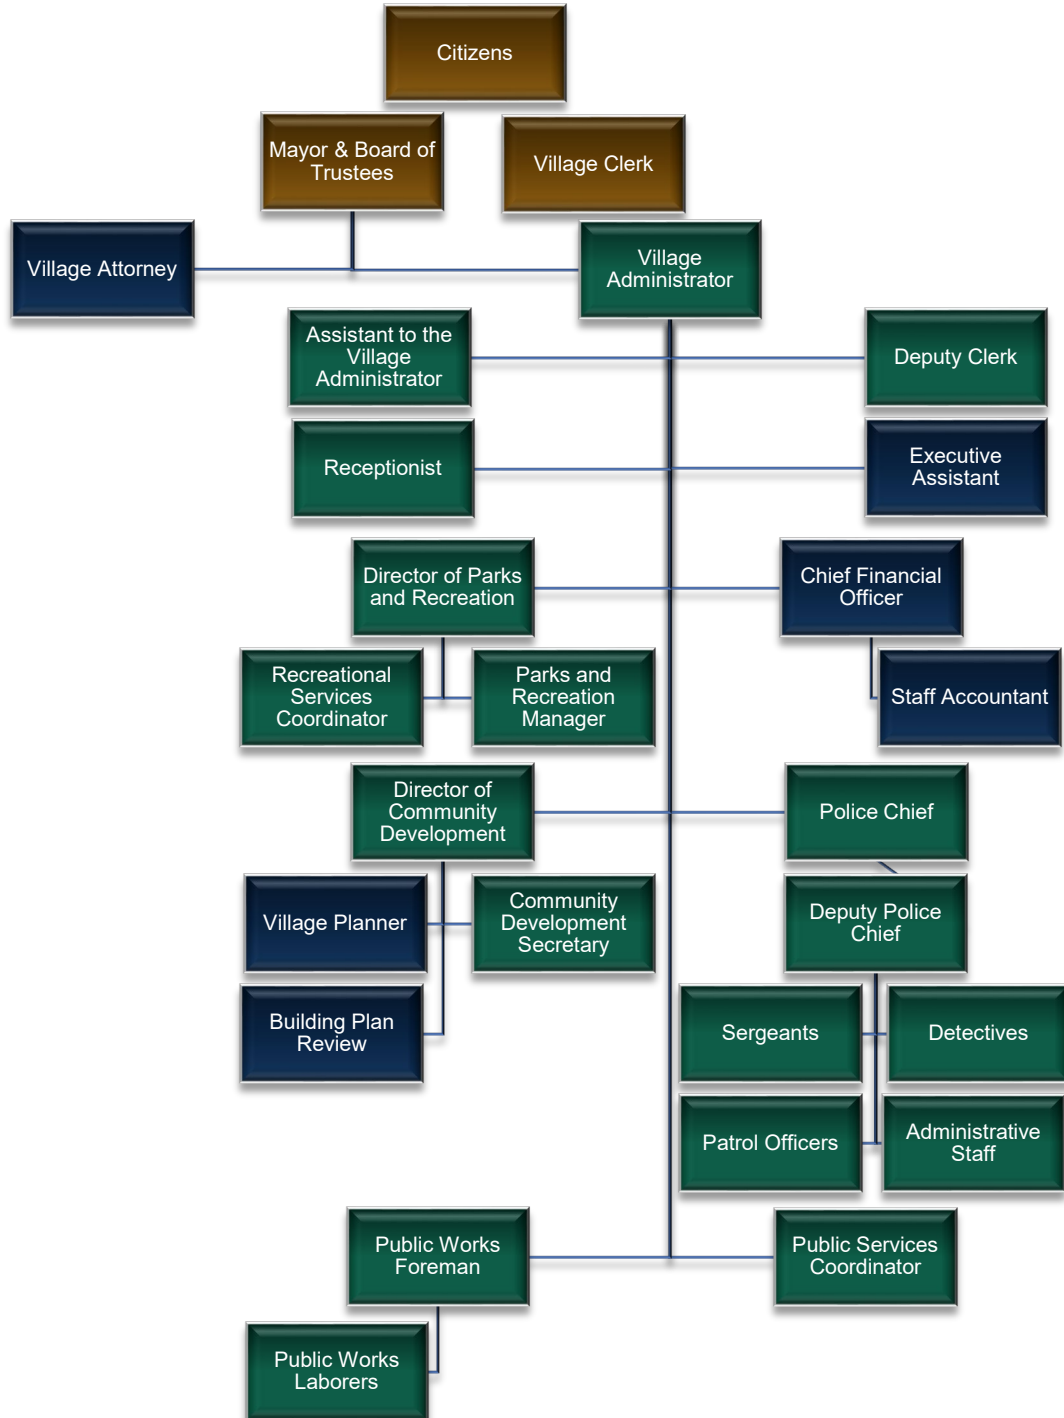 Citizens
Mayor & Board of
Trustees
Village Clerk
Village Attorney
Village
Administrator
Assistant to the
Village
Administrator
Deputy Clerk
Receptionist
Executive
Assistant
Director of Parks
and Recreation
Chief Financial
Officer
Recreational
Services
Coordinator
Parks and
Recreation
Manager
Staff Accountant
Director of
Community
Development
Police Chief
Village Planner
Community
Development
Secretary
Deputy Police
Chief
Building Plan
Review
Sergeants
Detectives
Patrol Officers
Administrative
Staff
Public Works
Foreman
Public Services
Coordinator
Public Works
Laborers